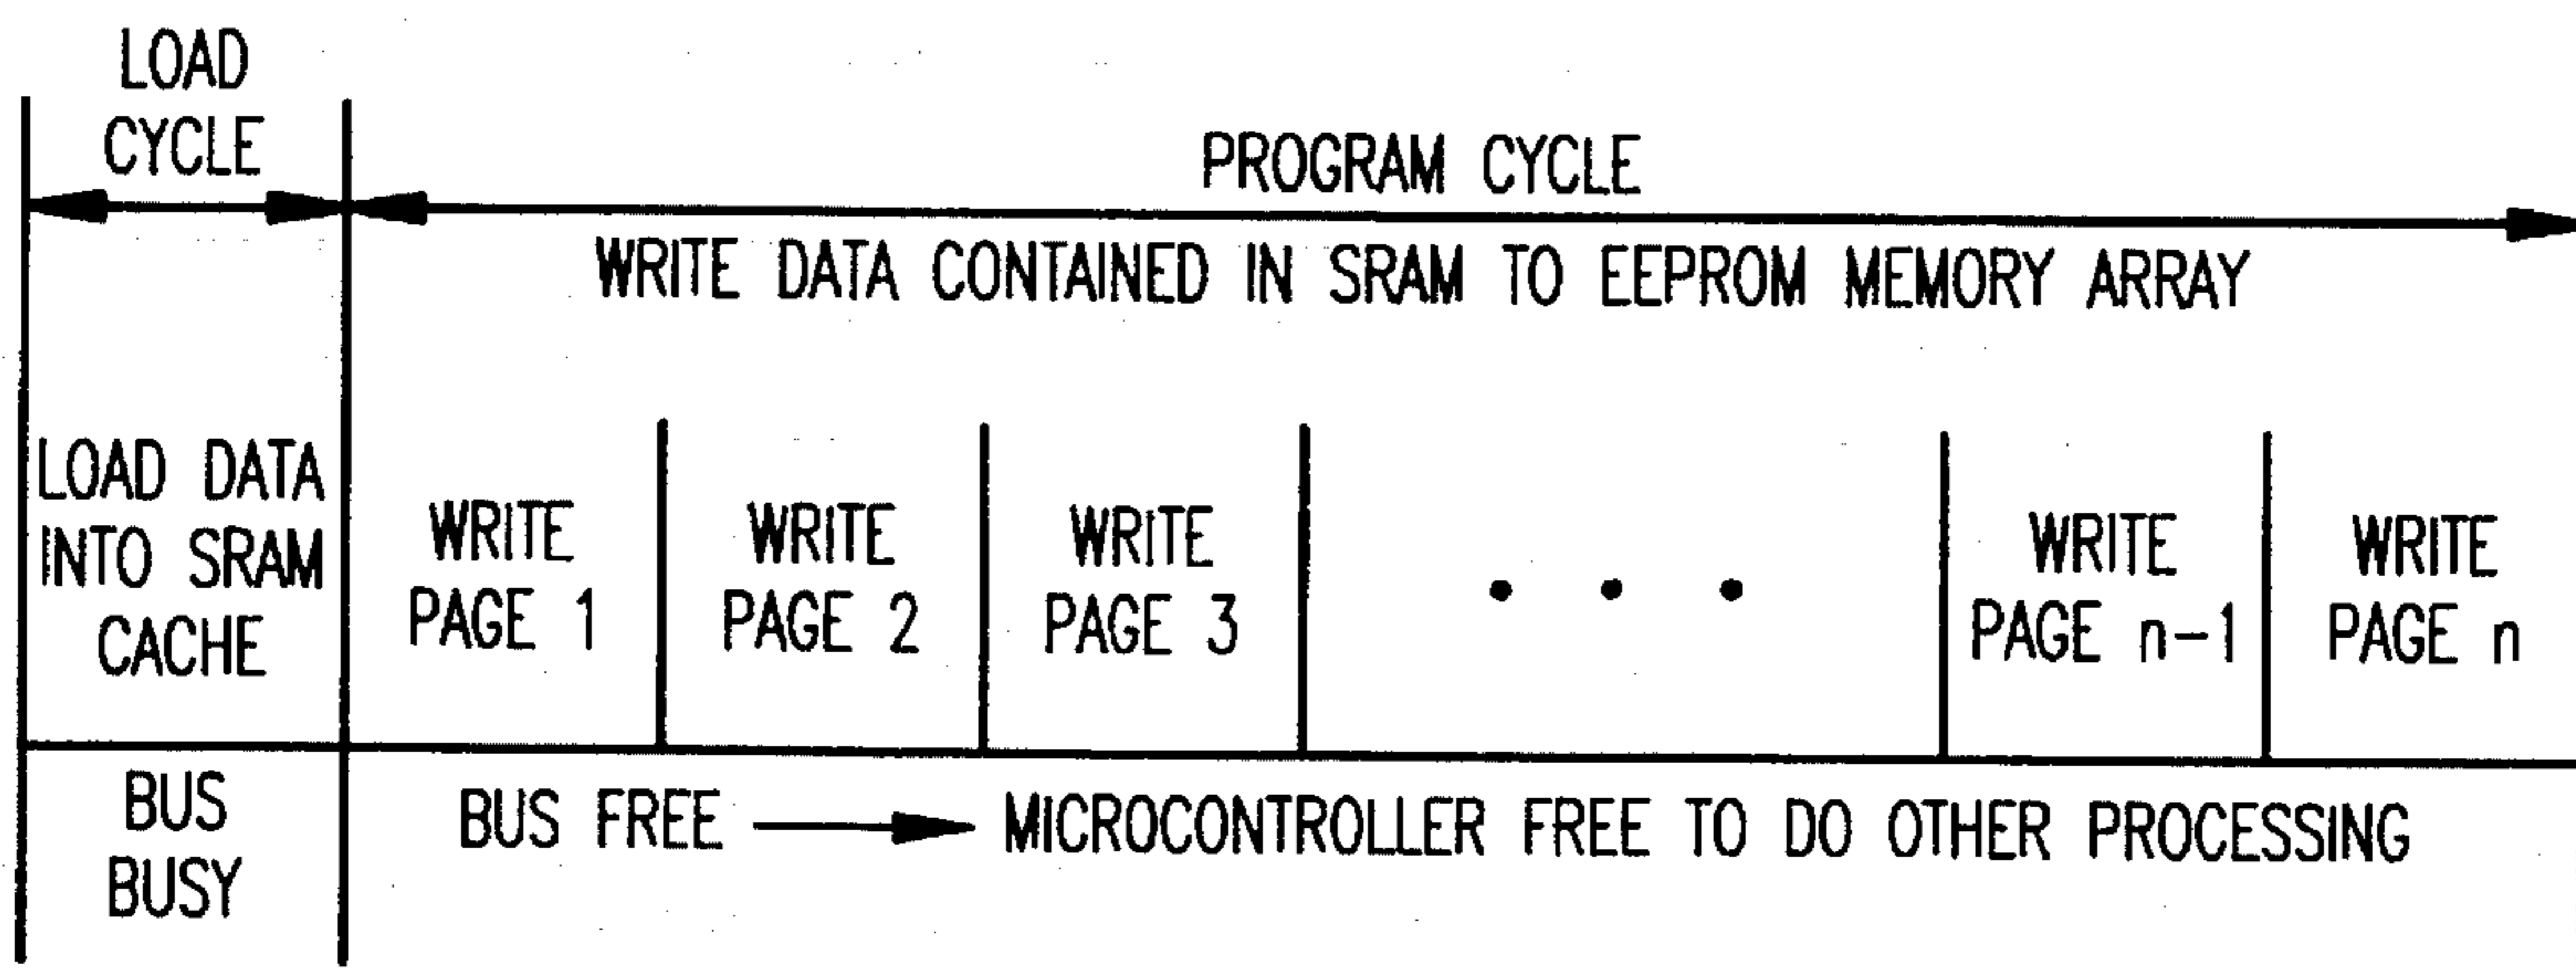 LOAD
CYCLE
PROGRAM CYCLE
WRITE DATA CONTAINED IN SRAM TO EEPROM MEMORY ARRAY
LOAD DATA
INTO SRAM
CACHE
WRITE
PAGE 1
WRITE
PAGE 2
WRITE
PAGE 3
• • •
WRITE
PAGE n-1
WRITE
PAGE n
BUS
BUSY
BUS FREE → MICROCONTROLLER FREE TO DO OTHER PROCESSING